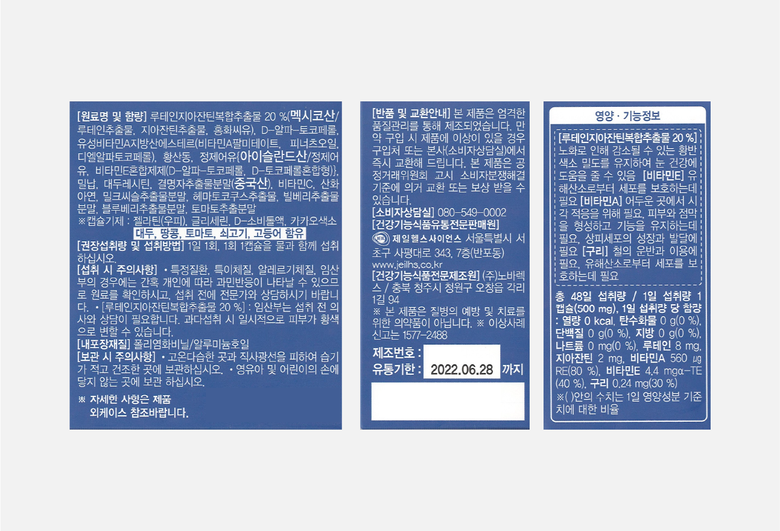 [원료명 및 함량] 루테인지아잔틴복합추출물 20 %(멕시코산/
루테인추출물, 지아잔틴추출물, 홍화씨유), D-알파-토코페롤,
유성비타민A지방산에스테르(비타민A팔미테이트, 피너츠오일,
디엘알파토코페롤), 황산동, 정제어유(아이슬란드산/정제어
유, 비타민E혼합제제(D-알파-토코페롤, D-토코페롤혼합형)),
밀납, 대두레시틴, 결명자추출물분말(중국산), 비타민C, 산화
아연, 밀크씨슬추출물분말, 헤마토코쿠스추출물, 빌베리추출물
분말, 블루베리추출물분말, 토마토추출분말
※캡슐기제 : 젤라틴(우피), 글리세린, D-소비톨액, 카카오색소
대두, 땅콩, 토마토, 쇠고기, 고등어 함유
[권장섭취량 및 섭취방법] 1일 1회, 1회 1캡슐을 물과 함께 섭취
하십시오.
[섭취 시 주의사항] • 특정질환, 특이체질, 알레르기체질, 임산
부의 경우에는 간혹 개인에 따라 과민반응이 나타날 수 있으므
로 원료를 확인하시고, 섭취 전에 전문가와 상담하시기 바랍니
다. • [루테인지아잔틴복합추출물 20 %] : 임산부는 섭취 전 의
사와 상담이 필요합니다. 과다섭취 시 일시적으로 피부가 황색
으로 변할 수 있습니다.
[내포장재질] 폴리염화비닐/알루미늄호일
[보관 시 주의사항] • 고온다습한 곳과 직사광선을 피하여 습기
가 적고 건조한 곳에 보관하십시오. • 영유아 및 어린이의 손에
닿지 않는 곳에 보관 하십시오.
※ 자세한 사항은 제품
외케이스 참조바랍니다.
[반품 및 교환안내] 본 제품은 엄격한
품질관리를 통해 제조되었습니다. 만
약 구입 시 제품에 이상이 있을 경우
구입처 또는 본사(소비자상담실)에서
즉시 교환해 드립니다. 본 제품은 공
정거래위원회 고시 소비자분쟁해결
기준에 의거 교환 또는 보상 받을 수
있습니다.
[소비자상담실] 080-549-0002
[건강기능식품유통전문판매원]
제일헬스사이언스 서울특별시 서
초구 사평대로 343, 7층(반포동)
www.jeilhs.co.kr
[건강기능식품전문제조원] (주)노바렉
스 / 충북 청주시 청원구 오창읍 각리
1길 94
※ 본 제품은 질병의 예방 및 치료를
위한 의약품이 아닙니다. ※ 이상사례
신고는 1577-2488
제조번호 :
유통기한 : 2022.06.28 까지
영양·기능정보
[루테인지아잔틴복합추출물 20 %]
노화로 인해 감소될 수 있는 황반
색소 밀도를 유지하여 눈 건강에
도움을 줄 수 있음 [비타민E] 유
해산소로부터 세포를 보호하는데
필요 [비타민A] 어두운 곳에서 시
각 적응을 위해 필요, 피부와 점막
을 형성하고 기능을 유지하는데
필요, 상피세포의 성장과 발달에
필요 [구리] 철의 운반과 이용에
필요, 유해산소로부터 세포를 보
호하는데 필요
총 48일 섭취량 / 1일 섭취량 1
캡슐(500 mg), 1일 섭취량 당 함량
: 열량 0 kcal, 탄수화물 0 g(0 %),
단백질 0 g(0 %), 지방 0 g(0 %),
나트륨 0 mg(0 %), 루테인 8 mg,
지아잔틴 2 mg, 비타민A 560 ㎍
RE(80 %), 비타민E 4.4 mgα-TE
(40 %), 구리 0.24 mg(30 %)
※( )안의 수치는 1일 영양성분 기준
치에 대한 비율